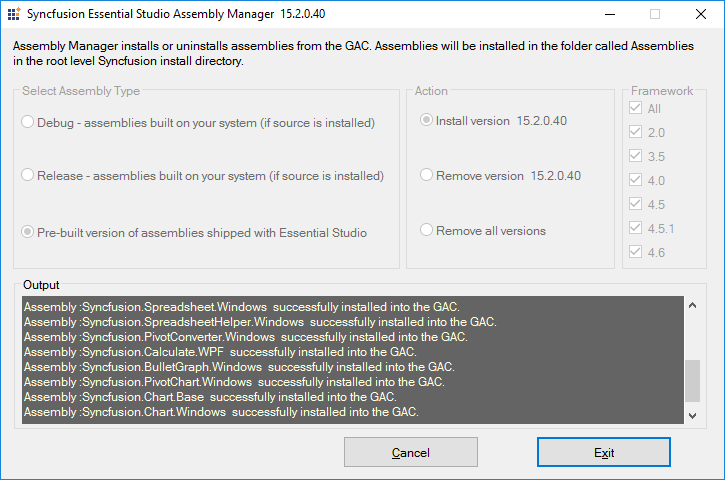 Syncfusion Essential Studio Assembly Manager 15.2.0.40
Assembly Manager installs or uninstalls assemblies from the GAC. Assemblies will be installed in the folder called Assemblies
in the root level Syncfusion install directory.
Select Assembly Type
Debug - assemblies built on your system (if source is installed)
Release - assemblies built on your system (if source is installed)
Pre-built version of assemblies shipped with Essential Studio
Action
Install version 15.2.0.40
Remove version 15.2.0.40
Remove all versions
Framework
All
2.0
3.5
4.0
4.5
4.5.1
4.6
Output
Assembly :Syncfusion.Spreadsheet.Windows successfully installed into the GAC.
Assembly :Syncfusion.SpreadsheetHelper.Windows successfully installed into the GAC.
Assembly :Syncfusion.PivotConverter.Windows successfully installed into the GAC.
Assembly :Syncfusion.Calculate.WPF successfully installed into the GAC.
Assembly :Syncfusion.BulletGraph.Windows successfully installed into the GAC.
Assembly :Syncfusion.PivotChart.Windows successfully installed into the GAC.
Assembly :Syncfusion.Chart.Base successfully installed into the GAC.
Assembly :Syncfusion.Chart.Windows successfully installed into the GAC.
Cancel
Exit